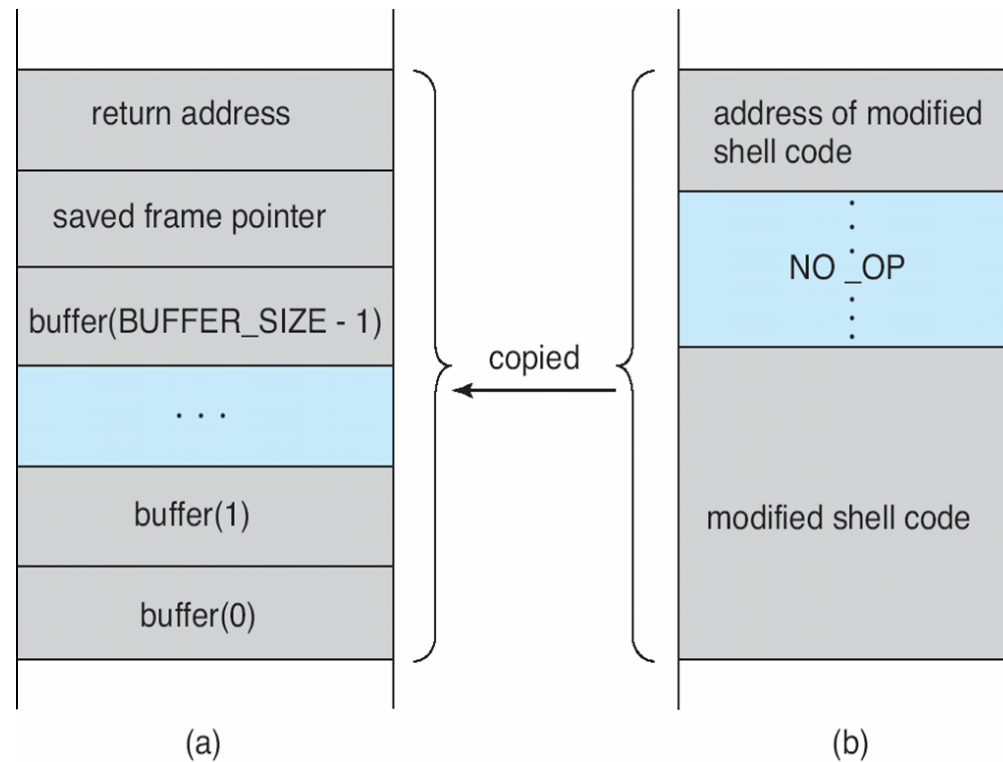 return address
saved frame pointer
buffer(BUFFER_SIZE - 1)
. . .
buffer(1)
buffer(0)
(a)
copied
address of modified
shell code
NO _OP
modified shell code
(b)